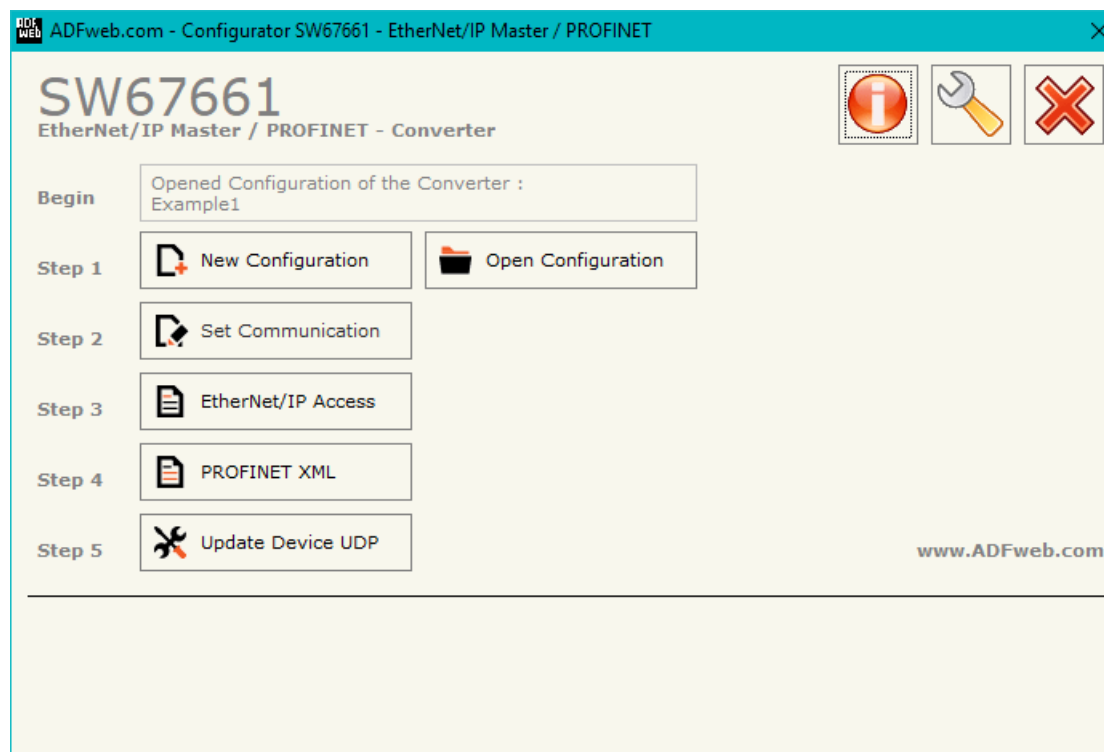 ADF
WEB
ADFweb.com - Configurator SW67661 - EtherNet/IP Master / PROFINET
SW67661
EtherNet/IP Master / PROFINET - Converter
Begin
Opened Configuration of the Converter :
Example1
Step 1
New Configuration
Open Configuration
Step 2
Set Communication
Step 3
EtherNet/IP Access
Step 4
PROFINET XML
Step 5
Update Device UDP
www.ADFweb.com